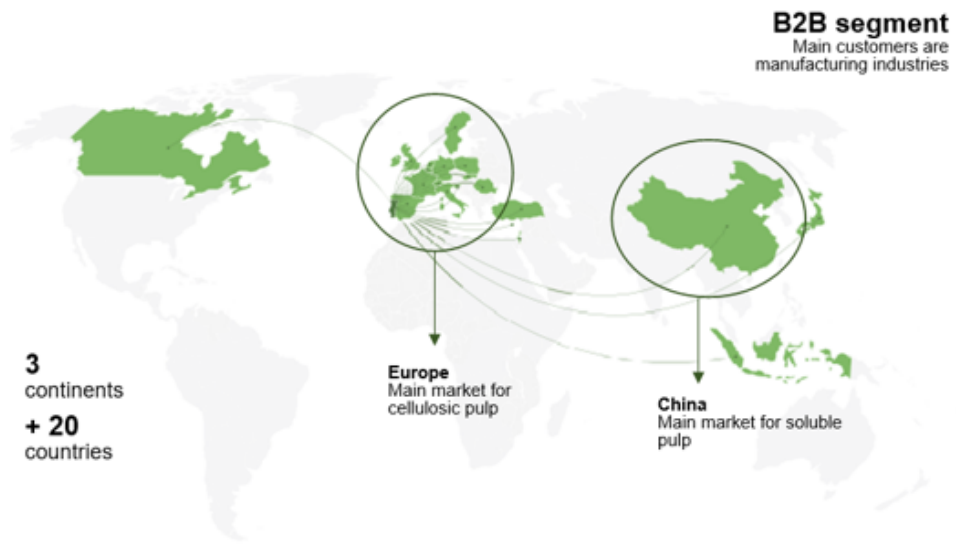 B2B segment
Main customers are
manufacturing industries
3
continents
+ 20
countries
Europe
Main market for
cellulosic pulp
China
Main market for soluble
pulp